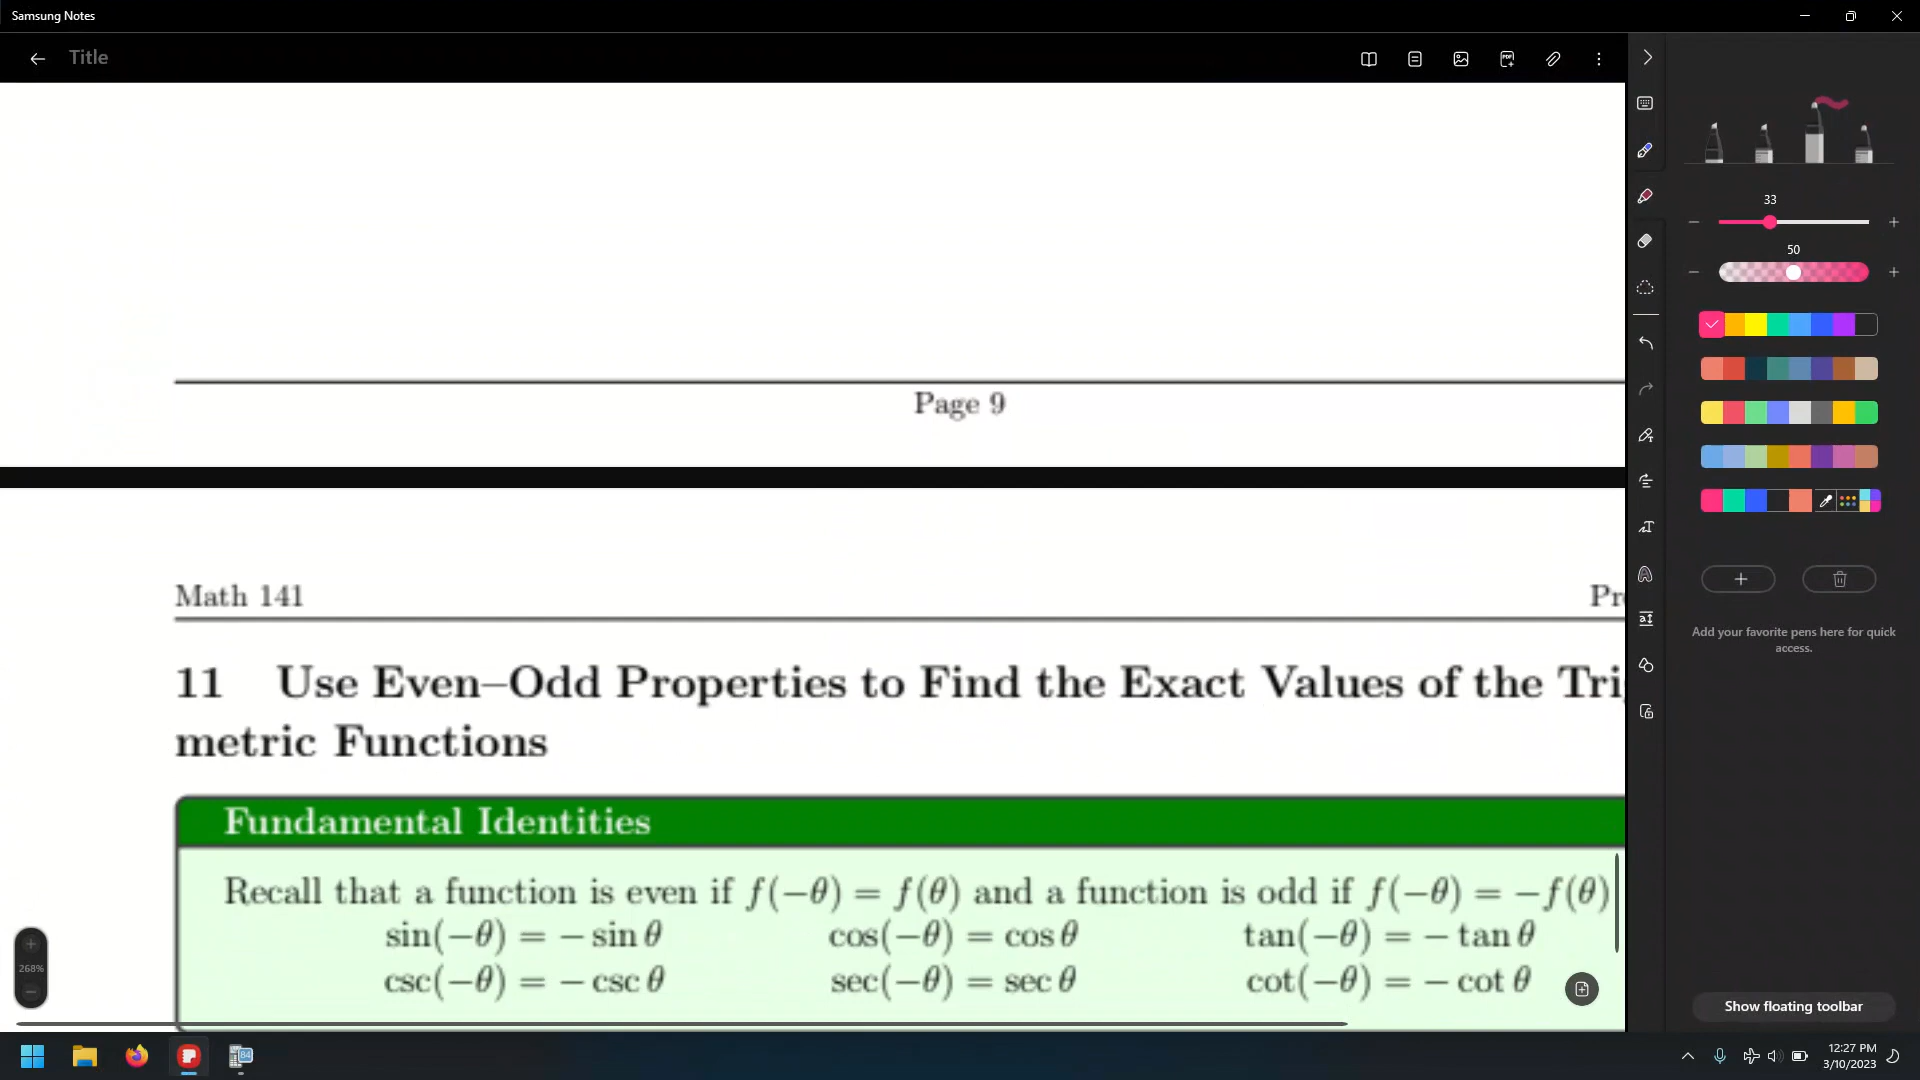 Samsung Notes
Title
33
50
Page 9
Math 141
11 Use Even–Odd Properties to Find the Exact Values of the
metric Functions
Fundamental Identities
Recall that a function is even if f(−θ) = f(θ) and a function is odd if f(−θ) = −f(θ)
sin(−θ) = − sin θ cos(−θ) = cos θ tan(−θ) = − tan θ
csc(−θ) = − csc θ sec(−θ) = sec θ cot(−θ) = − cot θ
268%
Add your favorite pens here for quick
access.
Show floating toolbar
84
12:27 PM
3/10/2023